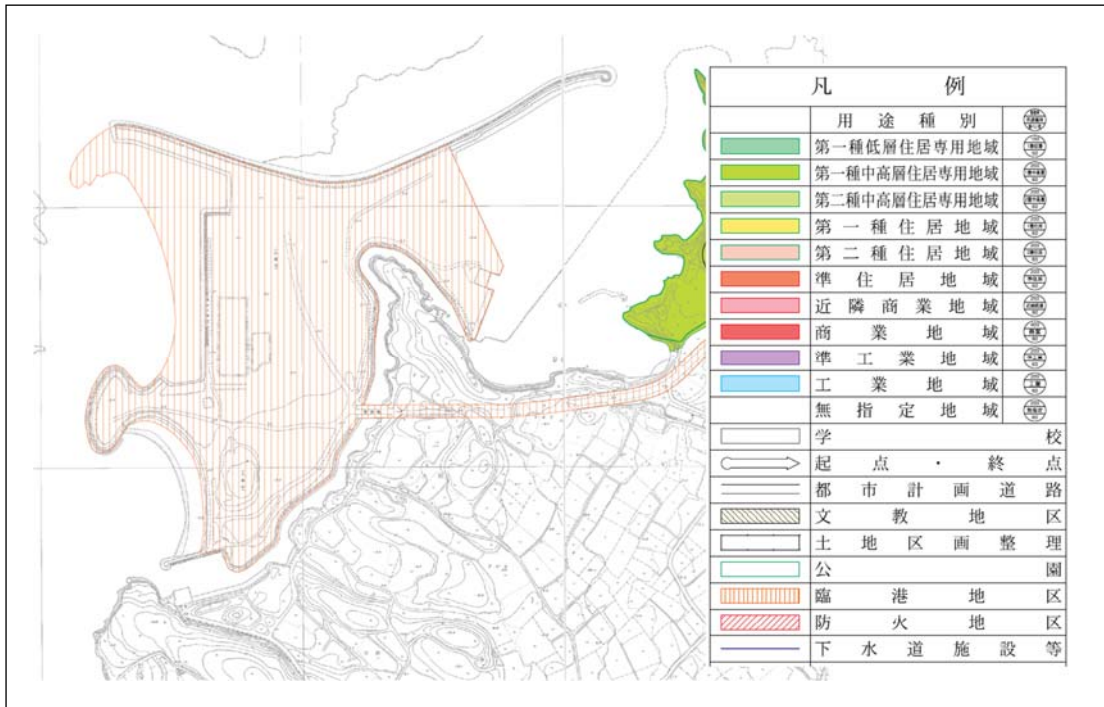 凡例
用途種別
第一種低層住居専用地域
第一種中高層住居専用地域
第二種中高層住居専用地域
第一種住居地域
第二種住居地域
準住居地域
近隣商業地域
商業地域
準工業地域
工業地域
無指定地域
学校
起点・終点
都市計画道路
文教地区
土地区画整理
公園
臨港地区
防火地区
下水道施設等